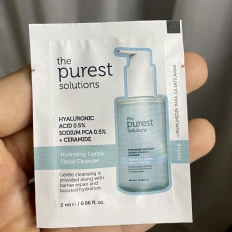 the
purest
solutions
HYALURONIC
ACID 0.5%
SODIUM PCA 0.5%
+ CERAMIDE
Hydrating Gentle
Facial Cleanser
Gentle cleansing is
provided along with
barrier repair and
boosted hydration.
2 ml e / 0.06 fl. oz.
the
purest
solutions